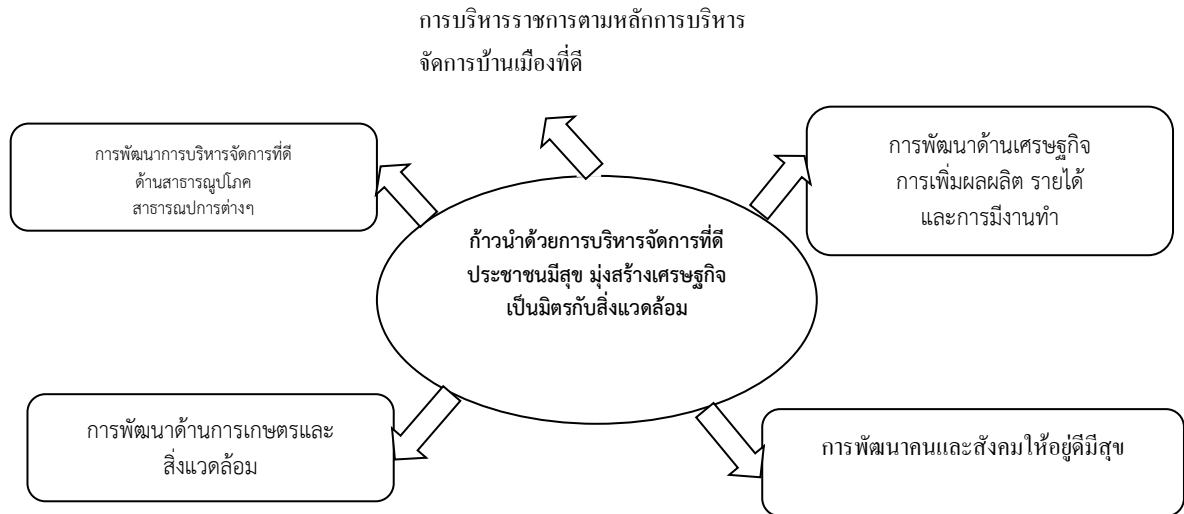 การบริหารราชการตามหลักการบริหาร
จัดการบ้านเมืองที่ดี
การพัฒนาการบริหารจัดการที่ดี
ด้านสาธารณูปโภค
สาธารณปการต่างๆ
การพัฒนาด้านเศรษฐกิจ
การเพิ่มผลผลิต รายได้
และการมีงานทำ
ก้าวนำด้วยการบริหารจัดการที่ดี
ประชาชนมีสุข มุ่งสร้างเศรษฐกิจ
เป็นมิตรกับสิ่งแวดล้อม
การพัฒนาด้านการเกษตรและ
สิ่งแวดล้อม
การพัฒนาคนและสังคมให้อยู่ดีมีสุข